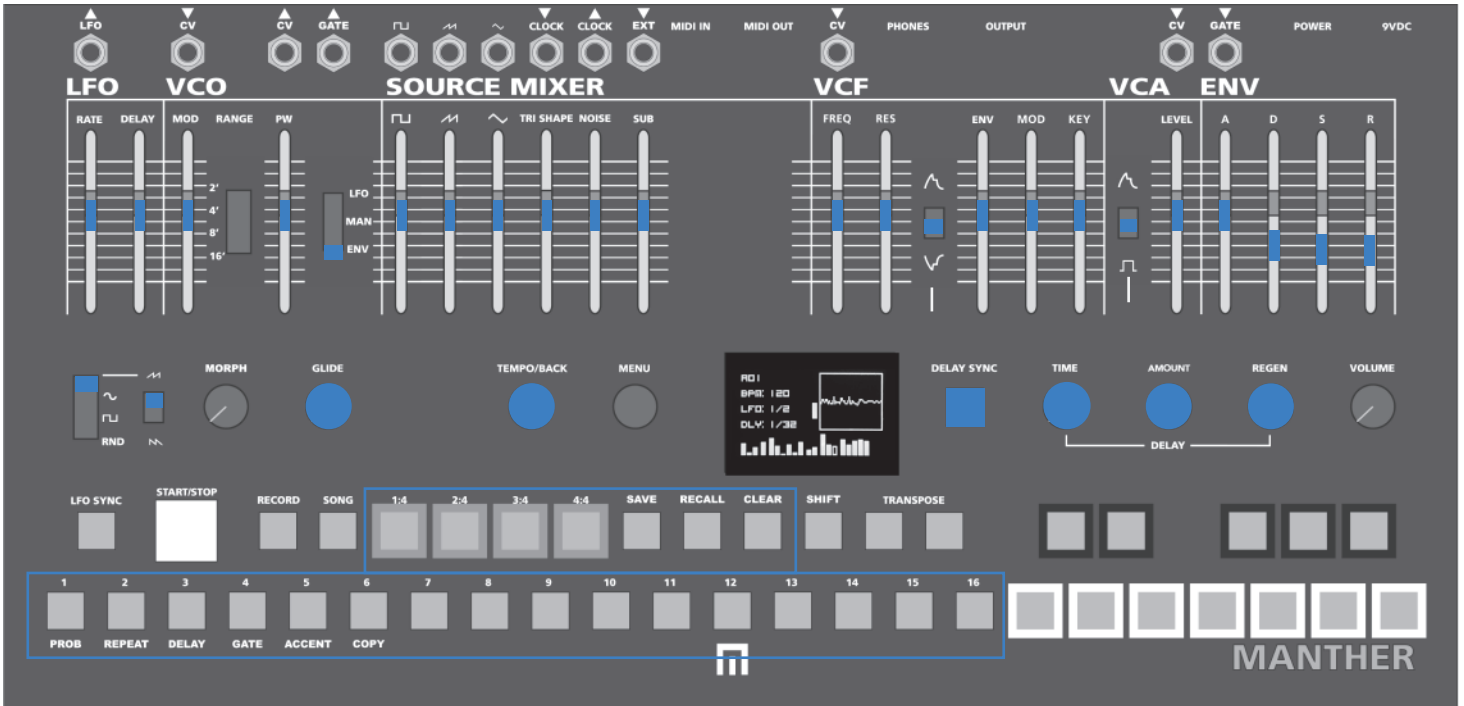 LFO CV CV GATE CLOCK CLOCK EXT MIDI IN MIDI OUT CV PHONES OUTPUT CV GATE POWER 9VDC
LFO VCO SOURCE MIXER VCF VCA ENV
RATE DELAY MOD RANGE PW TRI SHAPE NOISE SUB FREQ RES ENV MOD KEY LEVEL A D S R
2'
LFO
4'
MAN
8'
ENV
16'
MORPH GLIDE TEMPO/BACK MENU DELAY SYNC TIME AMOUNT REGEN VOLUME
A01
BPM: 120
LFO: 1/2
DLY: 1/32
RND
DELAY
LFO SYNC START/STOP RECORD SONG 1:4 2:4 3:4 4:4 SAVE RECALL CLEAR SHIFT TRANSPOSE
1 2 3 4 5 6 7 8 9 10 11 12 13 14 15 16
PROB REPEAT DELAY GATE ACCENT COPY
MANTHER